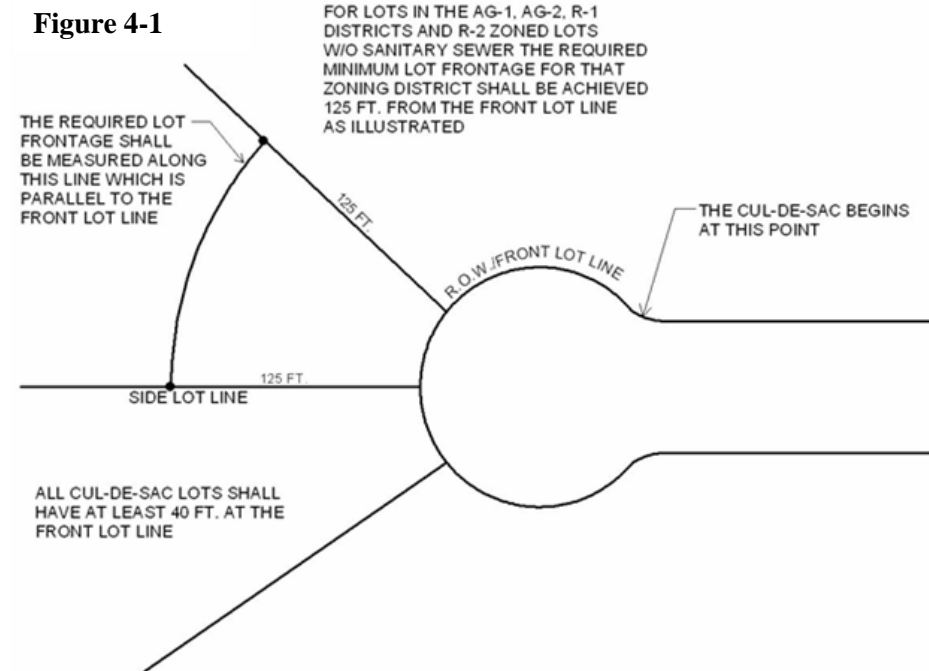 Figure 4-1
FOR LOTS IN THE AG-1, AG-2, R-1
DISTRICTS AND R-2 ZONED LOTS
W/O SANITARY SEWER THE REQUIRED
MINIMUM LOT FRONTAGE FOR THAT
ZONING DISTRICT SHALL BE ACHIEVED
125 FT. FROM THE FRONT LOT LINE
AS ILLUSTRATED
THE REQUIRED LOT
FRONTAGE SHALL
BE MEASURED ALONG
THIS LINE WHICH IS
PARALLEL TO THE
FRONT LOT LINE
125 FT.
THE CUL-DE-SAC BEGINS
AT THIS POINT
R.O.W./FRONT LOT LINE
125 FT.
SIDE LOT LINE
ALL CUL-DE-SAC LOTS SHALL
HAVE AT LEAST 40 FT. AT THE
FRONT LOT LINE